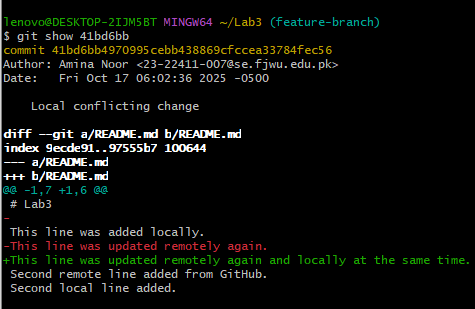 lenovo@DESKTOP-2IJM5BT MINGW64 ~/Lab3 (feature-branch)
$ git show 41bd6bb
commit 41bd6bb4970995cebb438869cfccea33784fec56
Author: Amina Noor <23-22411-007@se.fjwu.edu.pk>
Date:   Fri Oct 17 06:02:36 2025 -0500
    Local conflicting change
diff --git a/README.md b/README.md
index 9ecde91..97555b7 100644
--- a/README.md
+++ b/README.md
@@ -1,7 +1,6 @@
 # Lab3
-
 This line was added locally.
-This line was updated remotely again.
+This line was updated remotely again and locally at the same time.
 Second remote line added from GitHub.
 Second local line added.